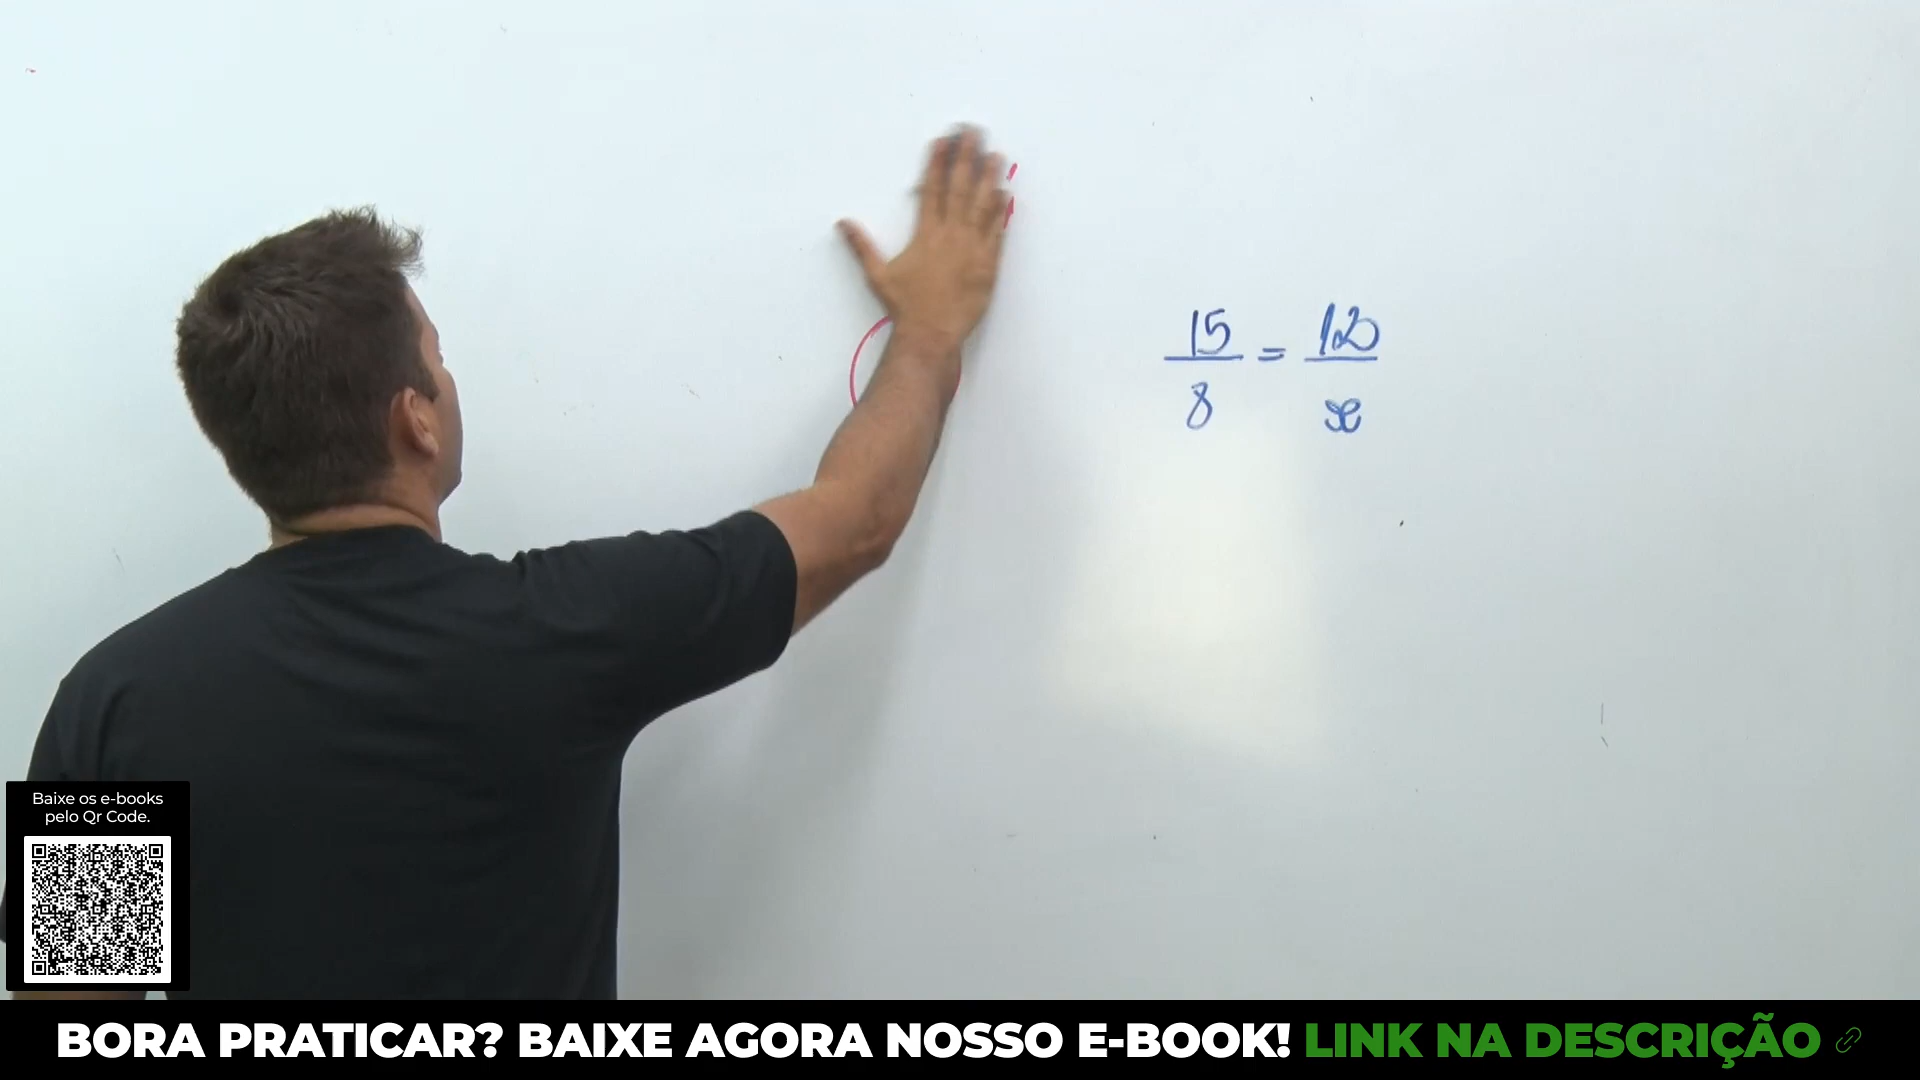 15 = 120
8 x
Baixe os e-books
pelo Qr Code.
BORA PRATICAR? BAIXE AGORA NOSSO E-BOOK! LINK NA DESCRIÇÃO